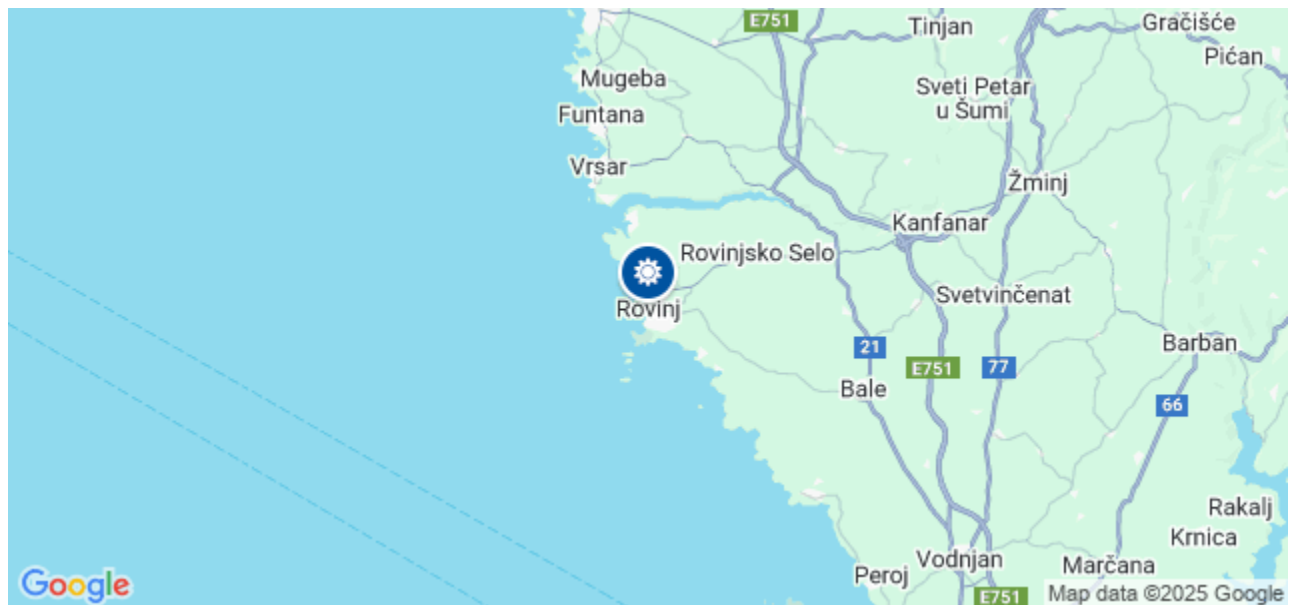 E751
Tinjan
Gračišće
Pićan
Mugeba
Sveti Petar
u Šumi
Funtana
Vrsar
Žminj
Kanfanar
Rovinjsko Selo
Svetvinčenat
Rovinj
Barban
21
E751
77
Bale
66
Rakalj
Krnica
Vodnjan
Marčana
Peroj
Google
E751
Map data ©2025 Google